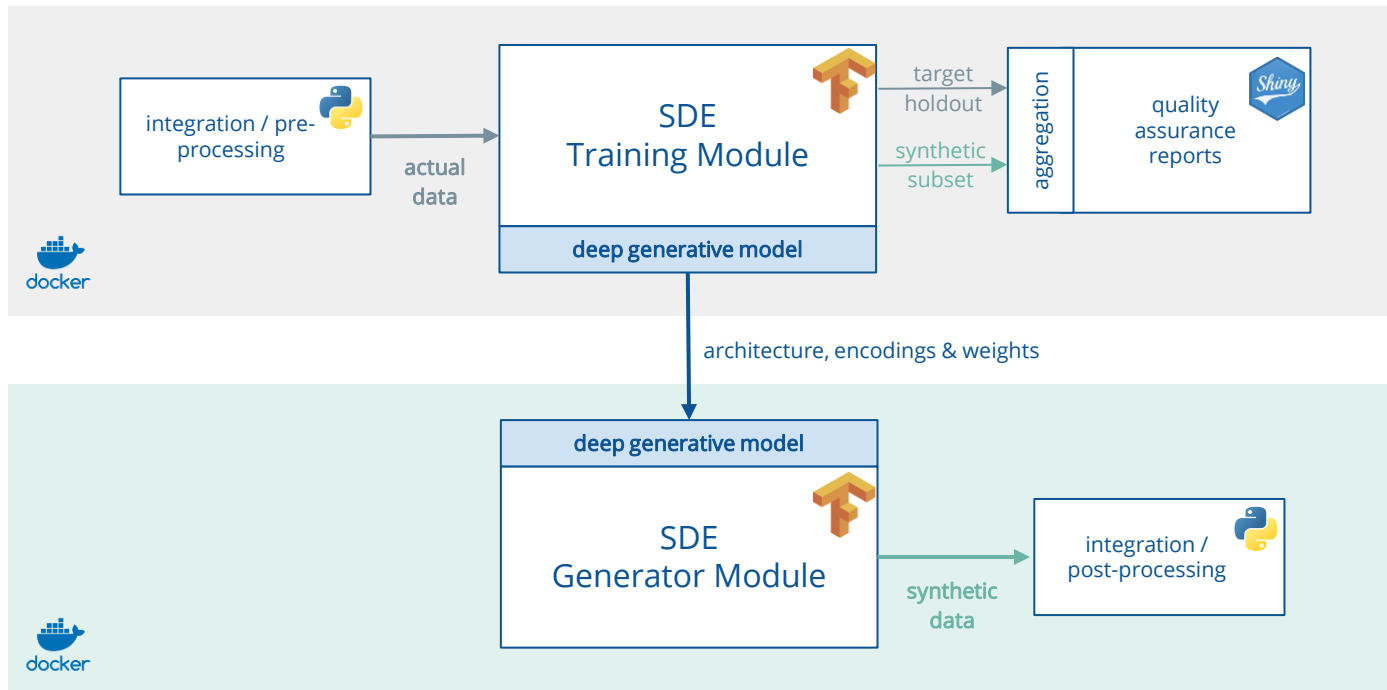 integration / pre-
processing
actual
data
SDE
Training Module
deep generative model
target
holdout
synthetic
subset
aggregation
Shiny
quality
assurance
reports
docker
architecture, encodings & weights
deep generative model
SDE
Generator Module
synthetic
data
integration /
post-processing
docker